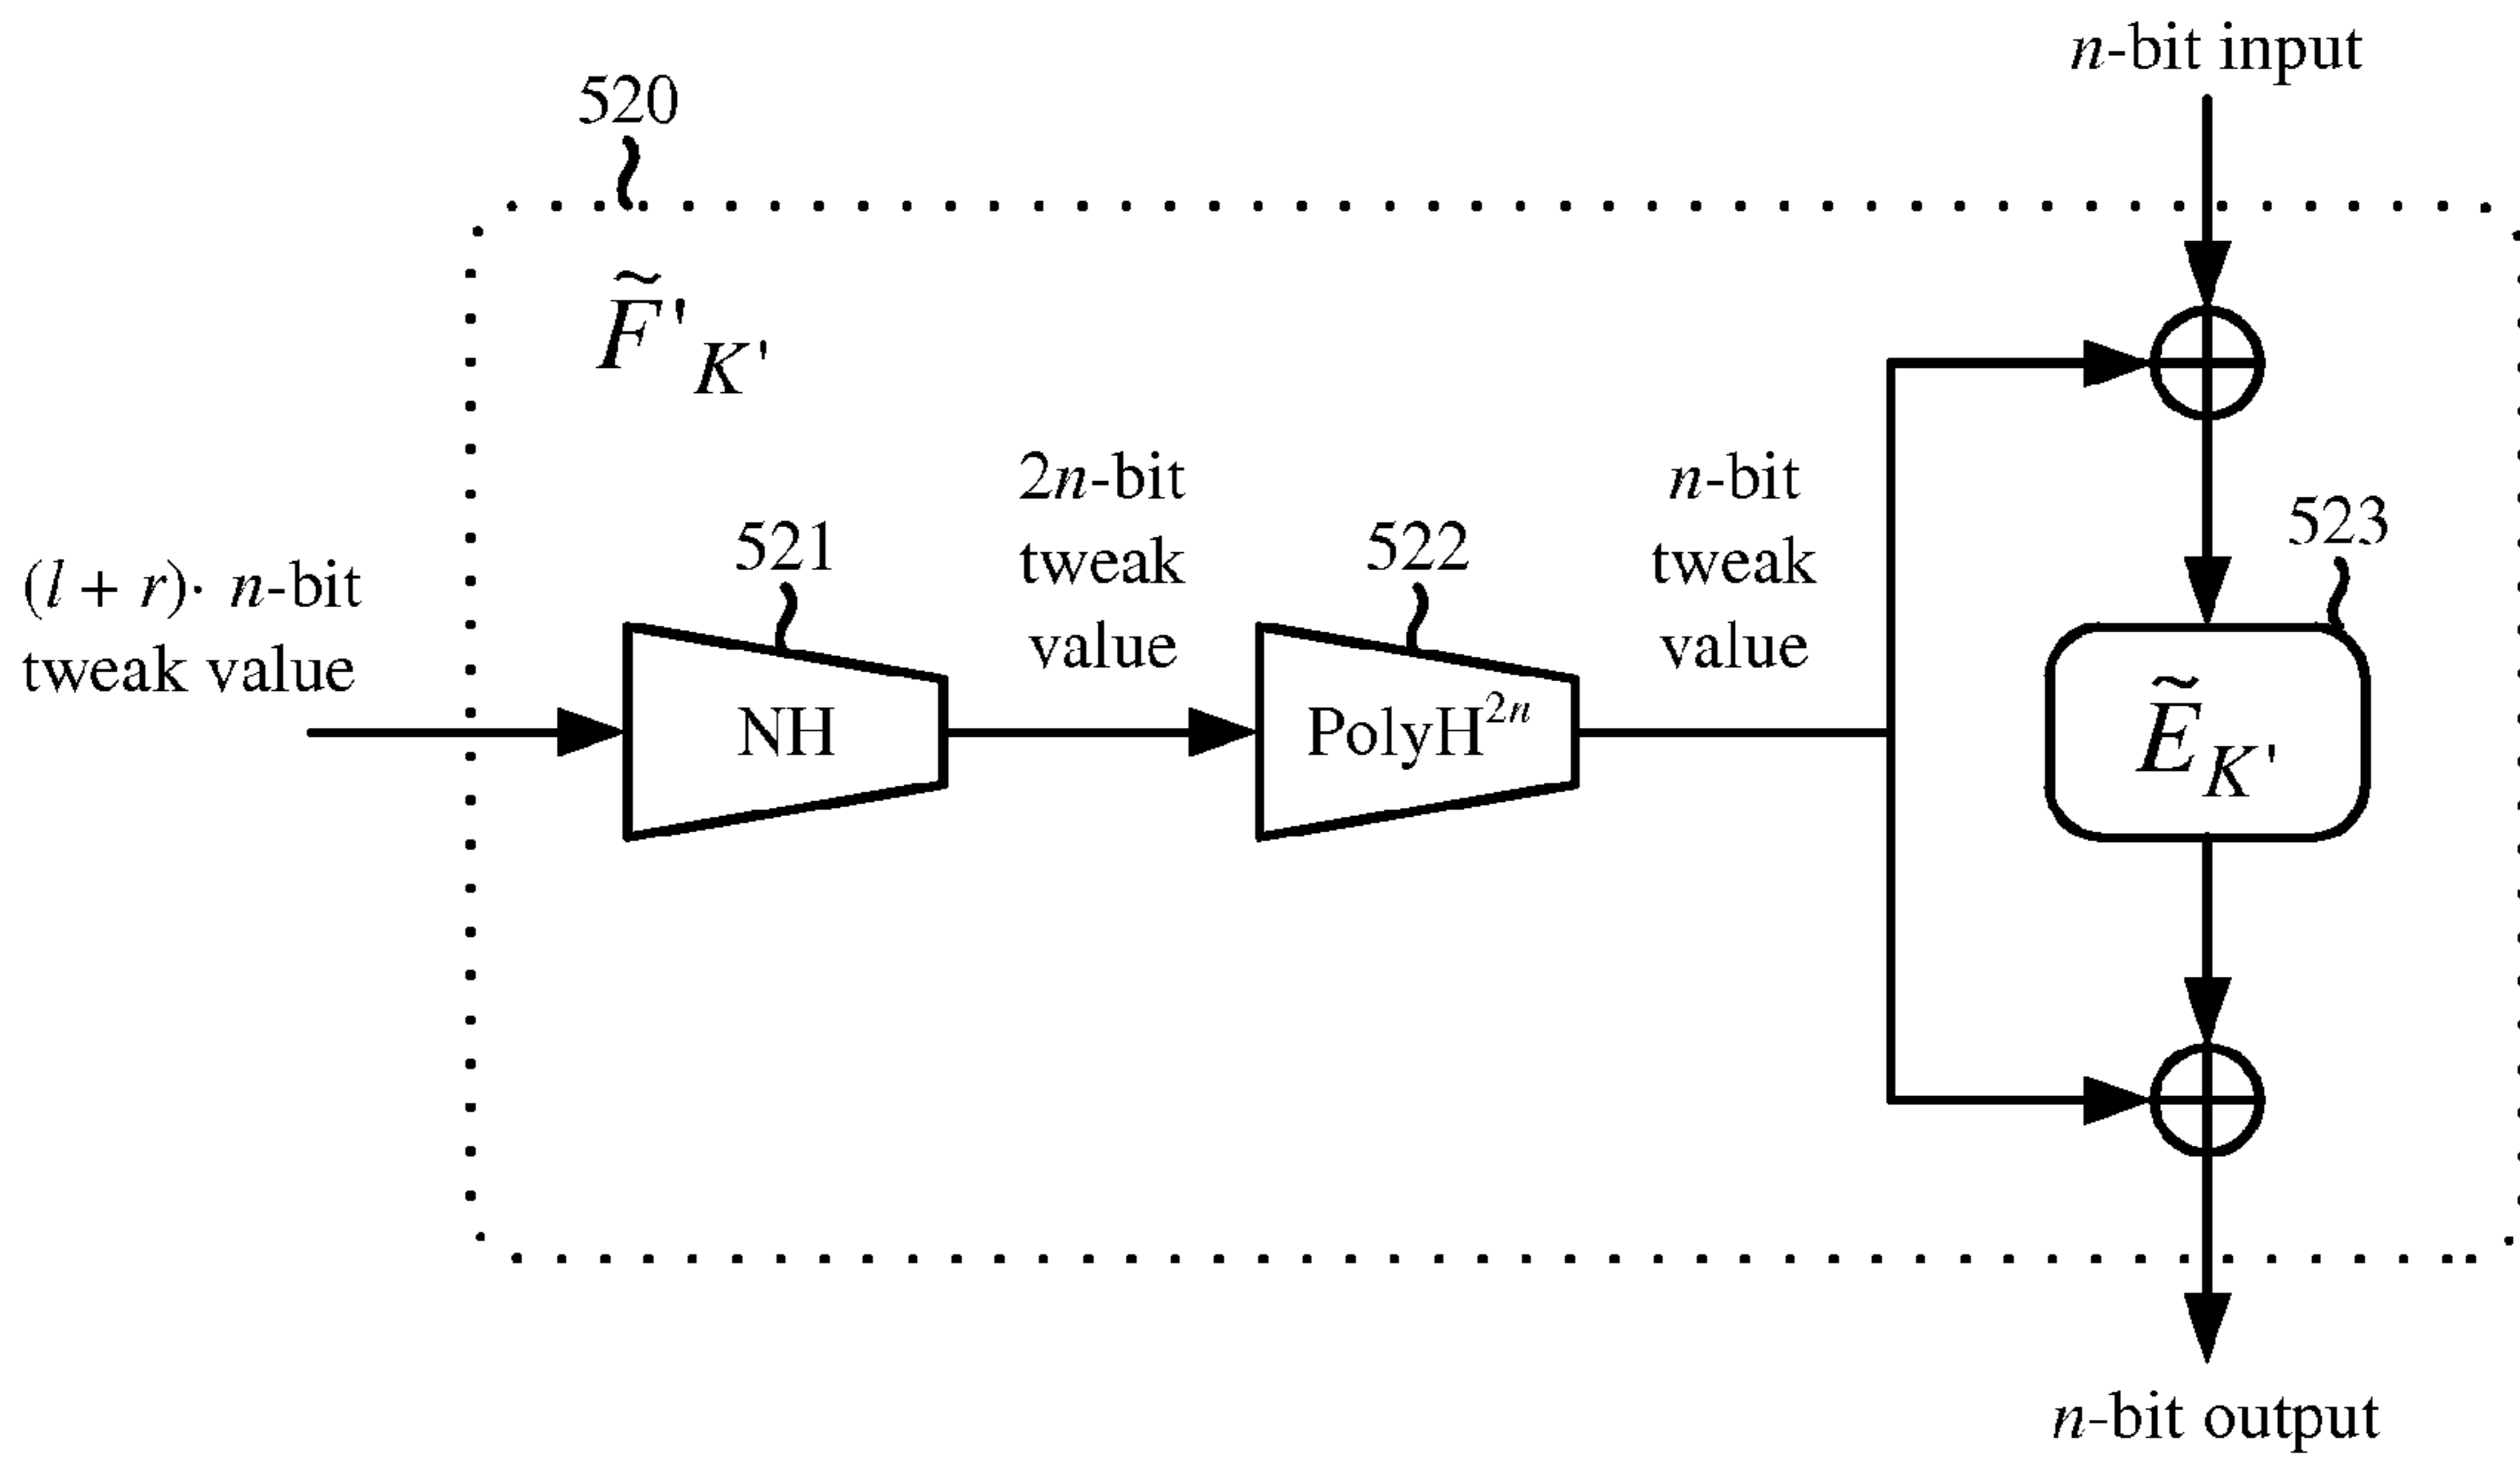 n-bit input
520
F̃'K'
2n-bit
tweak
value
n-bit
tweak
value
523
521
522
(l + r)· n-bit
tweak value
NH
PolyH²ⁿ
ẼK'
n-bit output